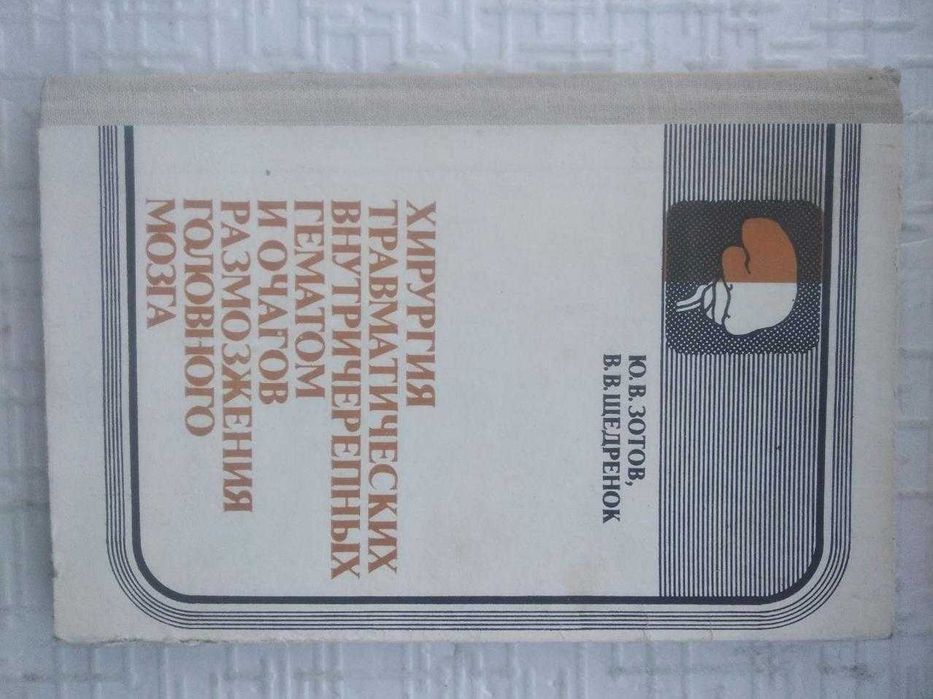 Ю. В. ЗОТОВ,
В. В. ЩЕДРЕНОК
ХИРУРГИЯ
ТРАВМАТИЧЕСКИХ
ВНУТРИЧЕРЕПНЫХ
ГЕМАТОМ
И ОЧАГОВ
РАЗМОЗЖЕНИЯ
ГОЛОВНОГО
МОЗГА